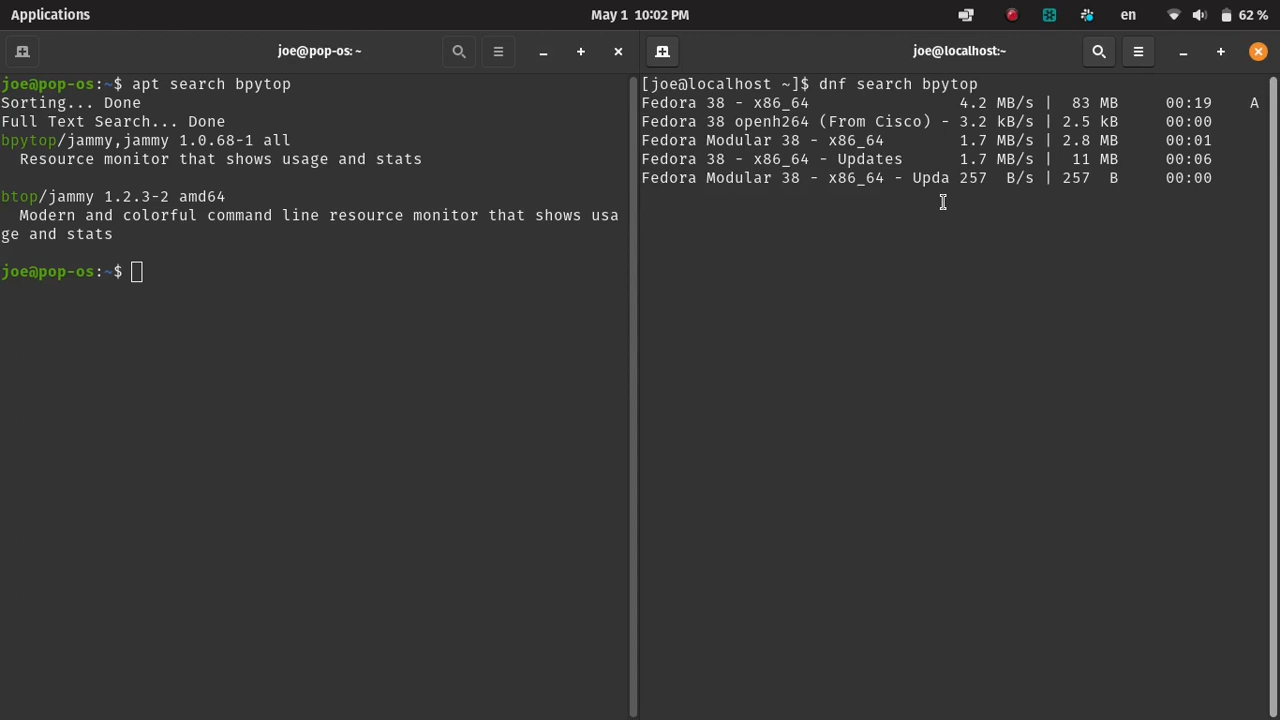 Applications
May 1 10:02 PM
en
62 %
joe@pop-os: ~
joe@pop-os:~$ apt search bpytop
Sorting... Done
Full Text Search... Done
bpytop/jammy,jammy 1.0.68-1 all
  Resource monitor that shows usage and stats
btop/jammy 1.2.3-2 amd64
  Modern and colorful command line resource monitor that shows usa
ge and stats
joe@pop-os:~$
joe@localhost:~
[joe@localhost ~]$ dnf search bpytop
Fedora 38 - x86_64                4.2 MB/s |  83 MB     00:19    A
Fedora 38 openh264 (From Cisco) - 3.2 kB/s | 2.5 kB     00:00
Fedora Modular 38 - x86_64        1.7 MB/s | 2.8 MB     00:01
Fedora 38 - x86_64 - Updates      1.7 MB/s |  11 MB     00:06
Fedora Modular 38 - x86_64 - Upda 257  B/s | 257  B     00:00